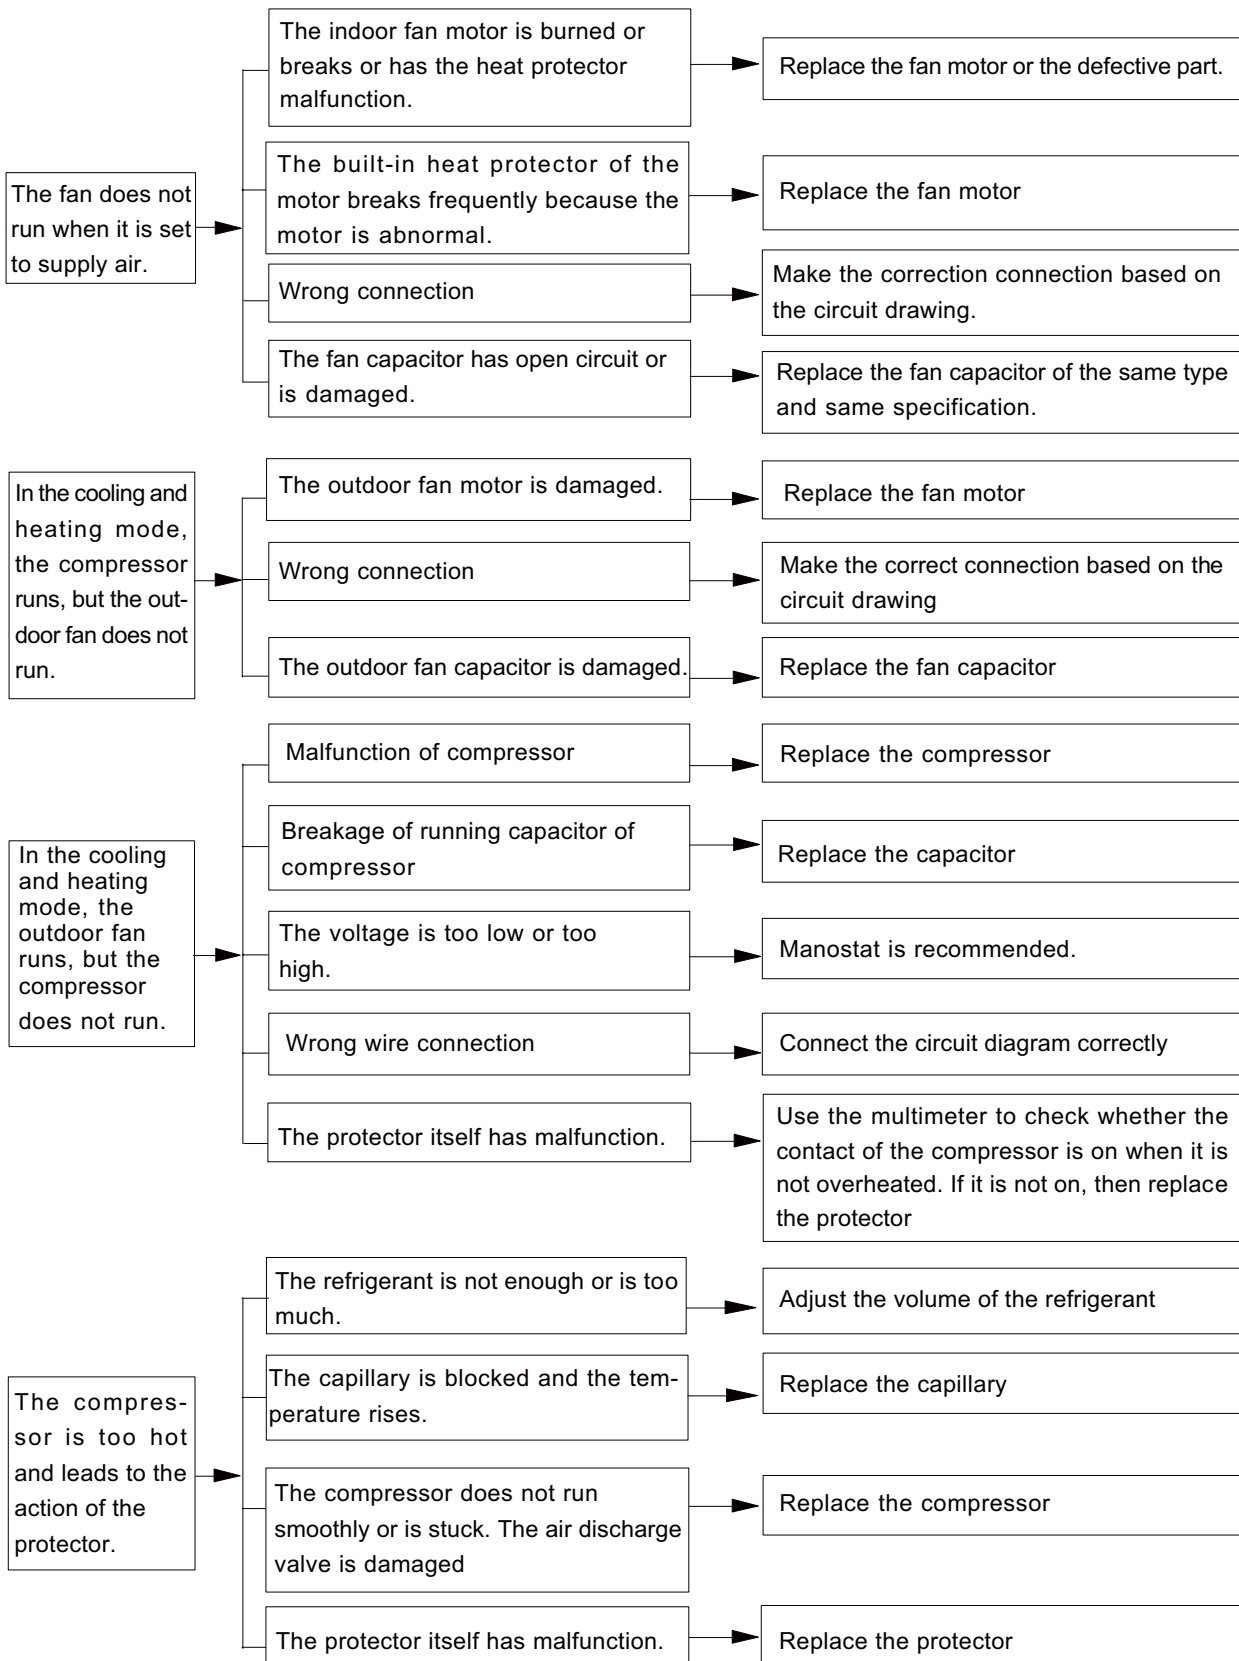 The fan does not
run when it is set
to supply air.
The indoor fan motor is burned or
breaks or has the heat protector
malfunction.
Replace the fan motor or the defective part.
The built-in heat protector of the
motor breaks frequently because the
motor is abnormal.
Replace the fan motor
Wrong connection
Make the correction connection based on
the circuit drawing.
The fan capacitor has open circuit or
is damaged.
Replace the fan capacitor of the same type
and same specification.
In the cooling and
heating mode,
the compressor
runs, but the out-
door fan does not
run.
The outdoor fan motor is damaged.
Replace the fan motor
Wrong connection
Make the correct connection based on the
circuit drawing
The outdoor fan capacitor is damaged.
Replace the fan capacitor
In the cooling
and heating
mode, the
outdoor fan
runs, but the
compressor
does not run.
Malfunction of compressor
Replace the compressor
Breakage of running capacitor of
compressor
Replace the capacitor
The voltage is too low or too
high.
Manostat is recommended.
Wrong wire connection
Connect the circuit diagram correctly
The protector itself has malfunction.
Use the multimeter to check whether the
contact of the compressor is on when it is
not overheated. If it is not on, then replace
the protector
The compres-
sor is too hot
and leads to the
action of the
protector.
The refrigerant is not enough or is too
much.
Adjust the volume of the refrigerant
The capillary is blocked and the tem-
perature rises.
Replace the capillary
The compressor does not run
smoothly or is stuck. The air discharge
valve is damaged
Replace the compressor
The protector itself has malfunction.
Replace the protector